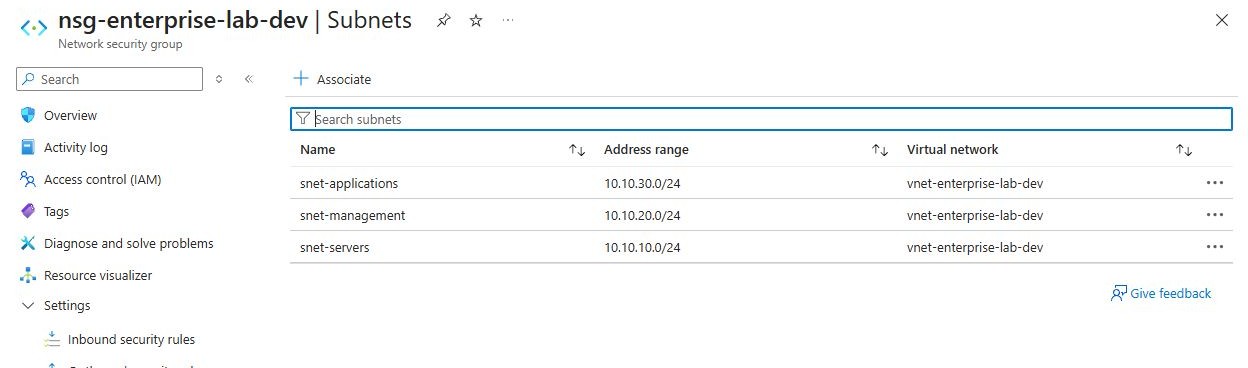 nsg-enterprise-lab-dev | Subnets
Network security group
Search
Associate
Overview
Search subnets
Activity log
Name Address range Virtual network
Access control (IAM)
snet-applications 10.10.30.0/24 vnet-enterprise-lab-dev
Tags
snet-management 10.10.20.0/24 vnet-enterprise-lab-dev
Diagnose and solve problems
snet-servers 10.10.10.0/24 vnet-enterprise-lab-dev
Resource visualizer
Give feedback
Settings
Inbound security rules